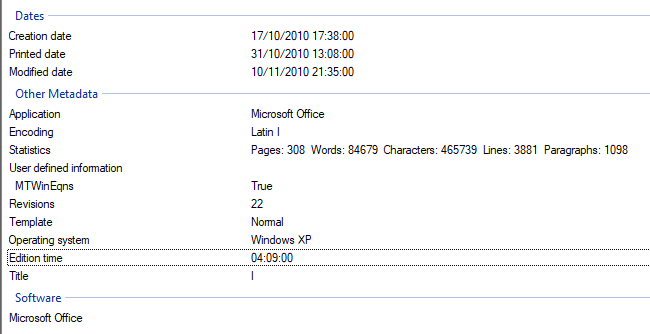 Dates
Creation date 17/10/2010 17:38:00
Printed date 31/10/2010 13:08:00
Modified date 10/11/2010 21:35:00
Other Metadata
Application Microsoft Office
Encoding Latin I
Statistics Pages: 308 Words: 84679 Characters: 465739 Lines: 3881 Paragraphs: 1098
User defined information
MTWinEqns True
Revisions 22
Template Normal
Operating system Windows XP
Edition time 04:09:00
Title I
Software
Microsoft Office